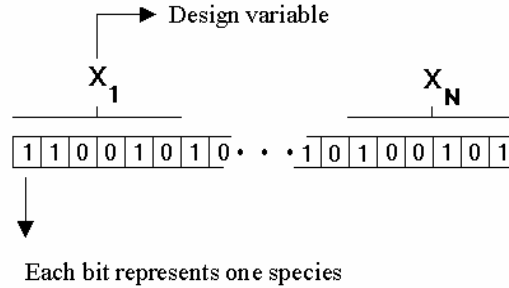 Design variable
X1 XN
1 1 0 0 1 0 1 0 · · · 1 0 1 0 0 1 0 1
Each bit represents one species